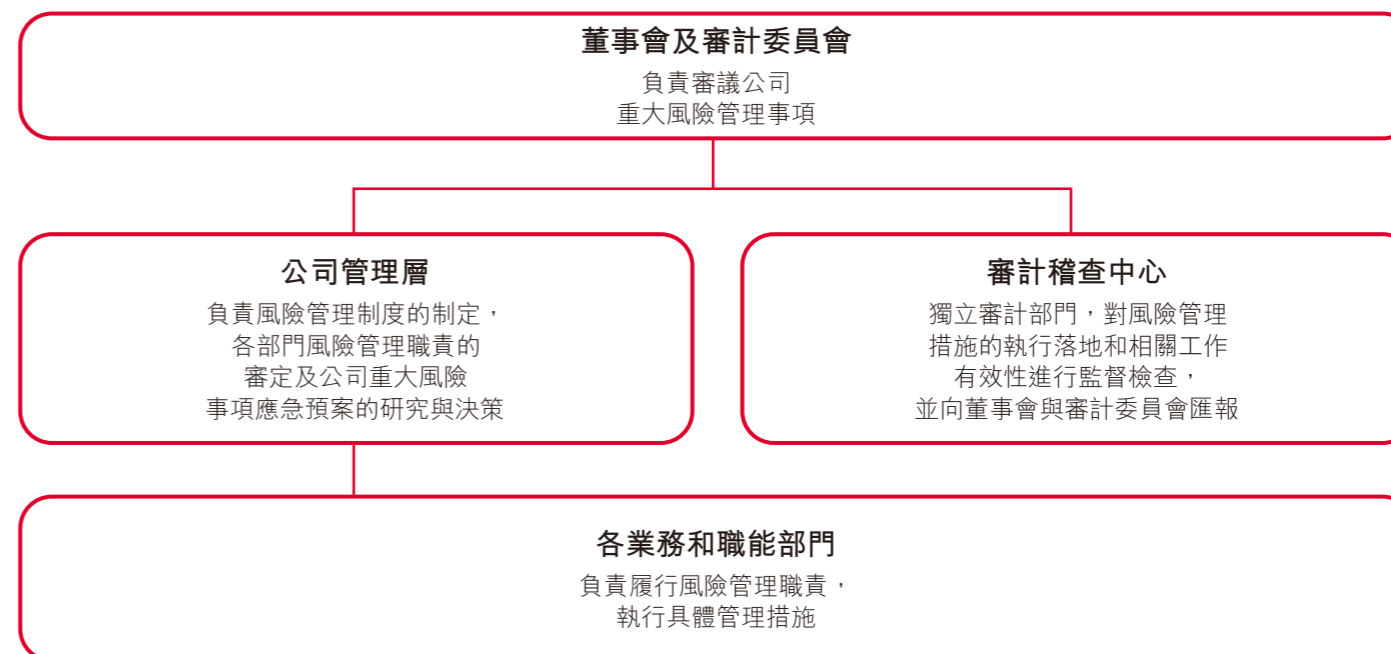 董事會及審計委員會
負責審議公司
重大風險管理事項
公司管理層
負責風險管理制度的制定，
各部門風險管理職責的
審定及公司重大風險
事項應急預案的研究與決策
審計稽查中心
獨立審計部門，對風險管理
措施的執行落地和相關工作
有效性進行監督檢查，
並向董事會與審計委員會匯報
各業務和職能部門
負責履行風險管理職責，
執行具體管理措施